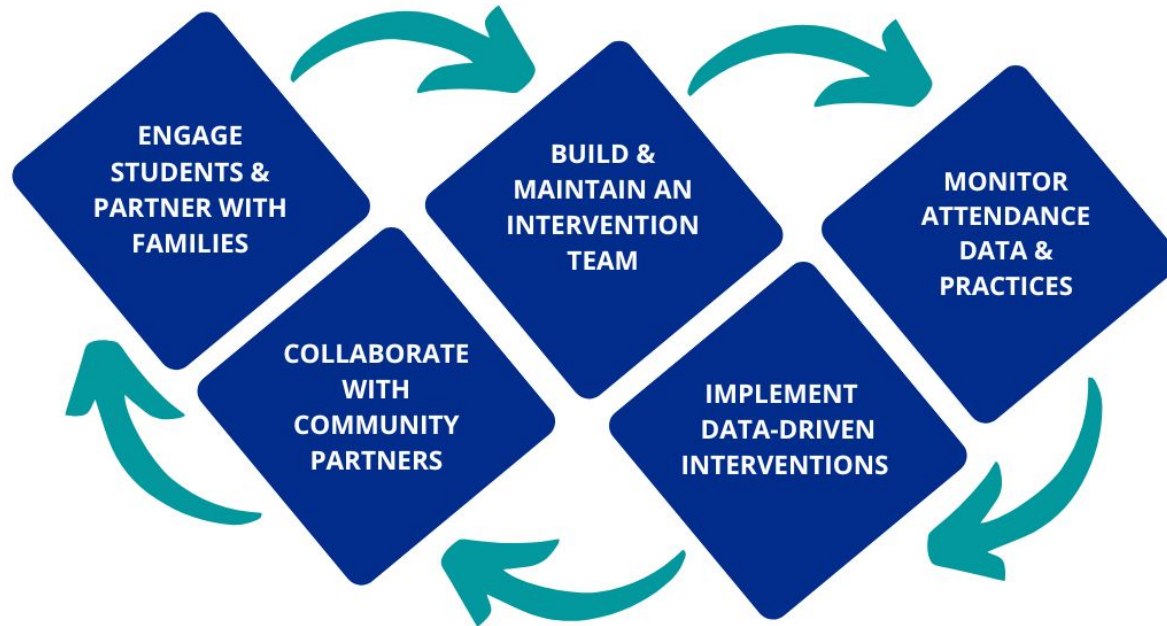 ENGAGE
STUDENTS &
PARTNER WITH
FAMILIES
BUILD &
MAINTAIN AN
INTERVENTION
TEAM
MONITOR
ATTENDANCE
DATA &
PRACTICES
IMPLEMENT
DATA-DRIVEN
INTERVENTIONS
COLLABORATE
WITH
COMMUNITY
PARTNERS